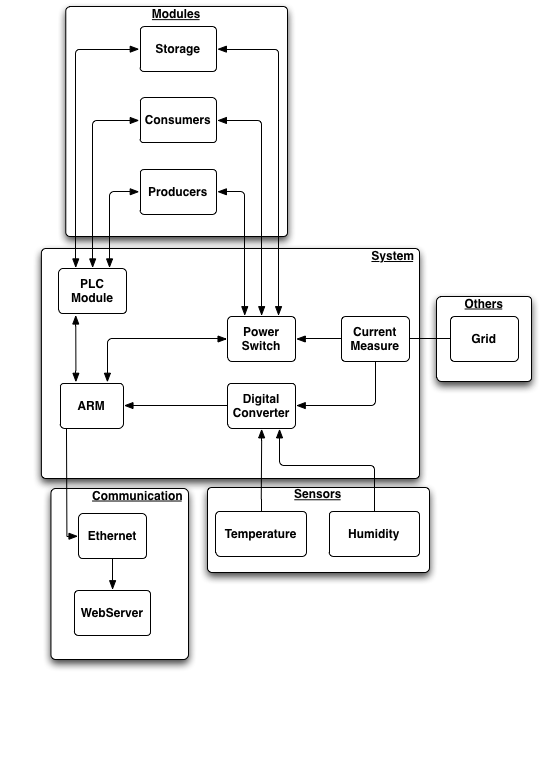 Modules
Storage
Consumers
Producers
System
PLC
Module
Power
Switch
Current
Measure
Others
Grid
ARM
Digital
Converter
Communication
Ethernet
WebServer
Sensors
Temperature
Humidity